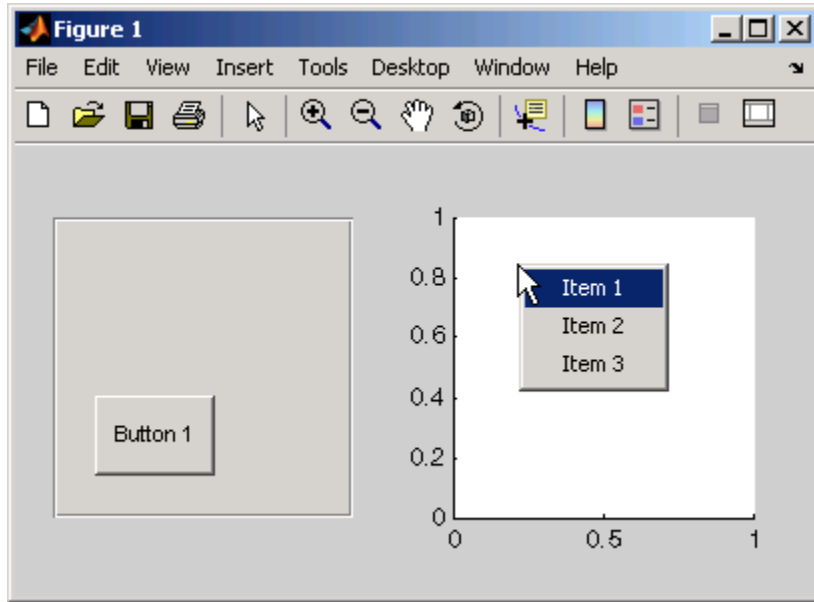 Figure 1
File Edit View Insert Tools Desktop Window Help
Button 1
1
0.8
0.6
0.4
0.2
0
Item 1
Item 2
Item 3
0 0.5 1